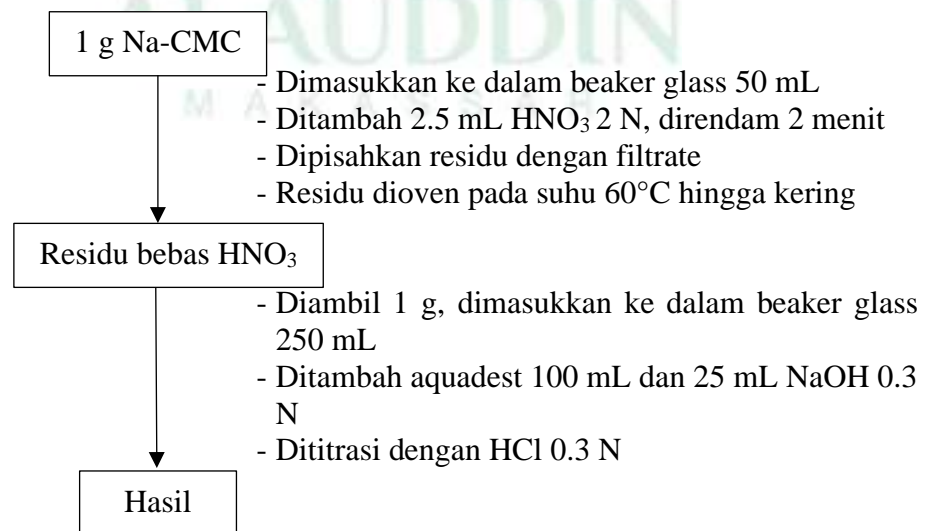 ALAUDDIN
MAKASSAR
1 g Na-CMC
- Dimasukkan ke dalam beaker glass 50 mL
- Ditambah 2.5 mL HNO₃ 2 N, direndam 2 menit
- Dipisahkan residu dengan filtrate
- Residu dioven pada suhu 60°C hingga kering
Residu bebas HNO₃
- Diambil 1 g, dimasukkan ke dalam beaker glass
250 mL
- Ditambah aquadest 100 mL dan 25 mL NaOH 0.3
N
- Dititrasi dengan HCl 0.3 N
Hasil